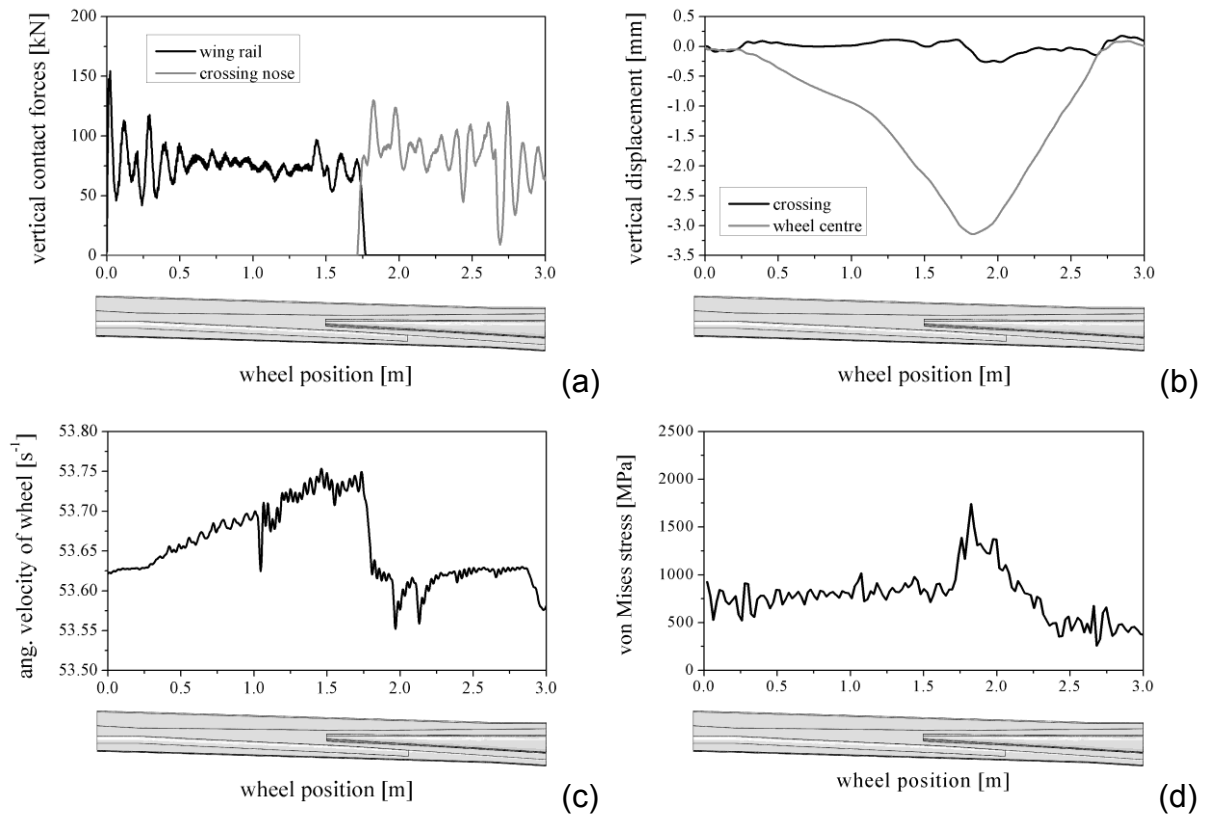 vertical contact forces [kN]
200
150
100
50
0
wing rail
crossing nose
0.0 0.5 1.0 1.5 2.0 2.5 3.0
wheel position [m]
(a)
vertical displacement [mm]
0.5
0.0
-0.5
-1.0
-1.5
-2.0
-2.5
-3.0
-3.5
crossing
wheel centre
0.0 0.5 1.0 1.5 2.0 2.5 3.0
wheel position [m]
(b)
ang. velocity of wheel [s⁻¹]
53.80
53.75
53.70
53.65
53.60
53.55
53.50
0.0 0.5 1.0 1.5 2.0 2.5 3.0
wheel position [m]
(c)
von Mises stress [MPa]
2500
2000
1500
1000
500
0
0.0 0.5 1.0 1.5 2.0 2.5 3.0
wheel position [m]
(d)